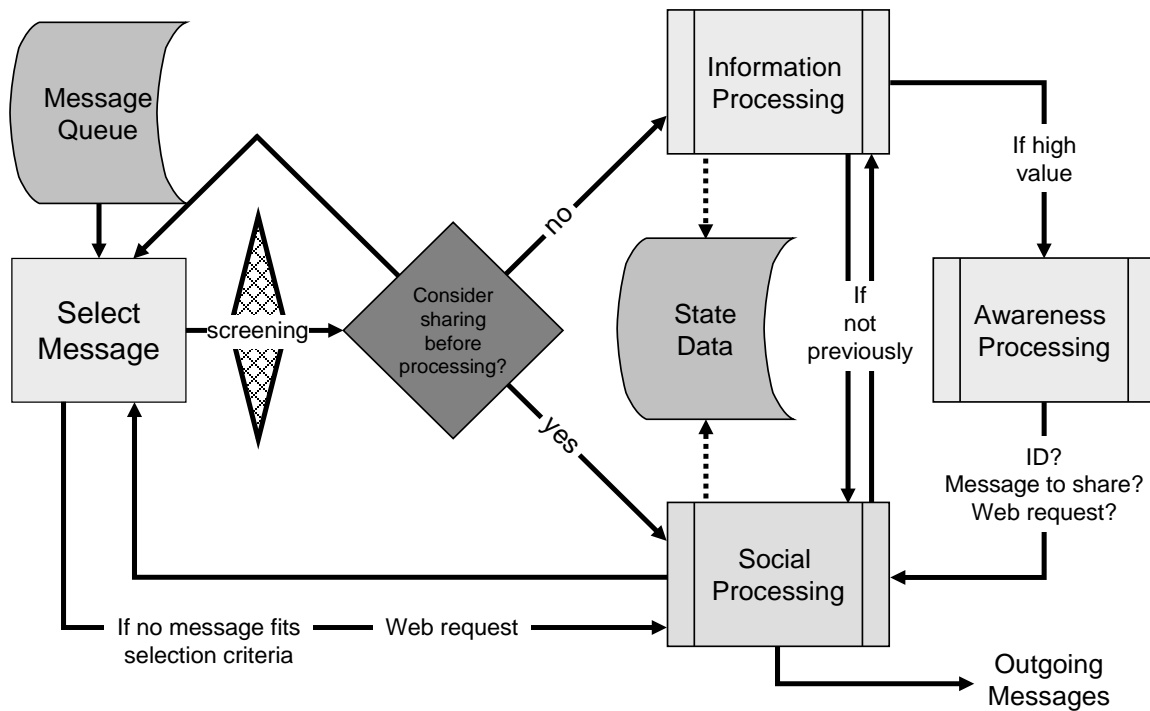 Message
Queue
Information
Processing
If high
value
no
Select
Message
screening
Consider
sharing
before
processing?
State
Data
If
not
previously
Awareness
Processing
yes
ID?
Message to share?
Web request?
Social
Processing
If no message fits
selection criteria
Web request
Outgoing
Messages